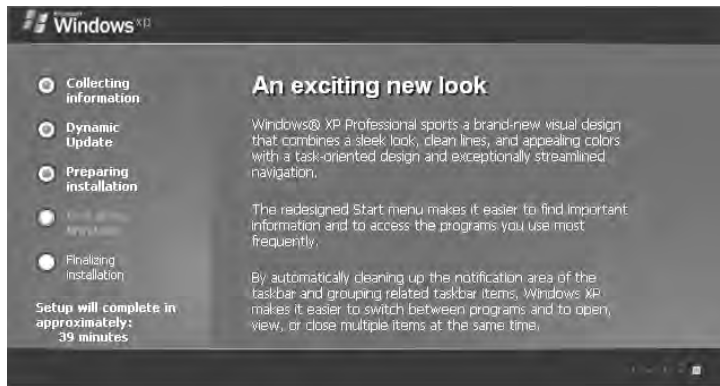 Microsoft
Windows xp
Collecting
information
Dynamic
Update
Preparing
installation
Finalizing
installation
Setup will complete in
approximately:
39 minutes
An exciting new look
Windows® XP Professional sports a brand-new visual design
that combines a sleek look, clean lines, and appealing colors
with a task-oriented design and exceptionally streamlined
navigation.
The redesigned Start menu makes it easier to find important
information and to access the programs you use most
frequently.
By automatically cleaning up the notification area of the
taskbar and grouping related taskbar items, Windows XP
makes it easier to switch between programs and to open,
view, or close multiple items at the same time.